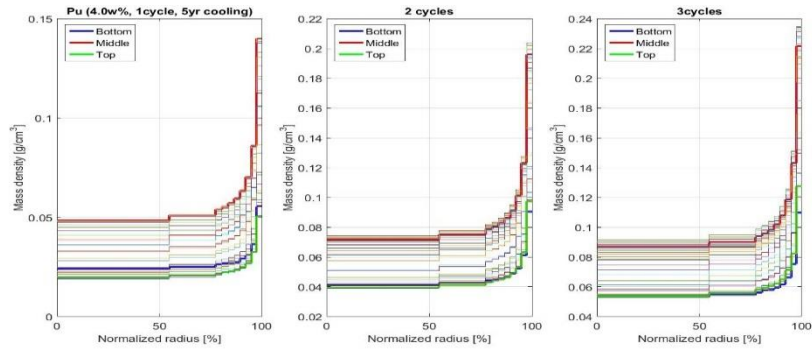 Pu (4.0w%, 1cycle, 5yr cooling)
0.15
0.1
0.05
0
Mass density [g/cm³]
Bottom
Middle
Top
0
50
100
Normalized radius [%]
2 cycles
0.22
0.2
0.18
0.16
0.14
0.12
0.1
0.08
0.06
0.04
0.02
Mass density [g/cm³]
Bottom
Middle
Top
0
50
100
Normalized radius [%]
3cycles
0.24
0.22
0.2
0.18
0.16
0.14
0.12
0.1
0.08
0.06
0.04
Mass density [g/cm³]
Bottom
Middle
Top
0
50
100
Normalized radius [%]